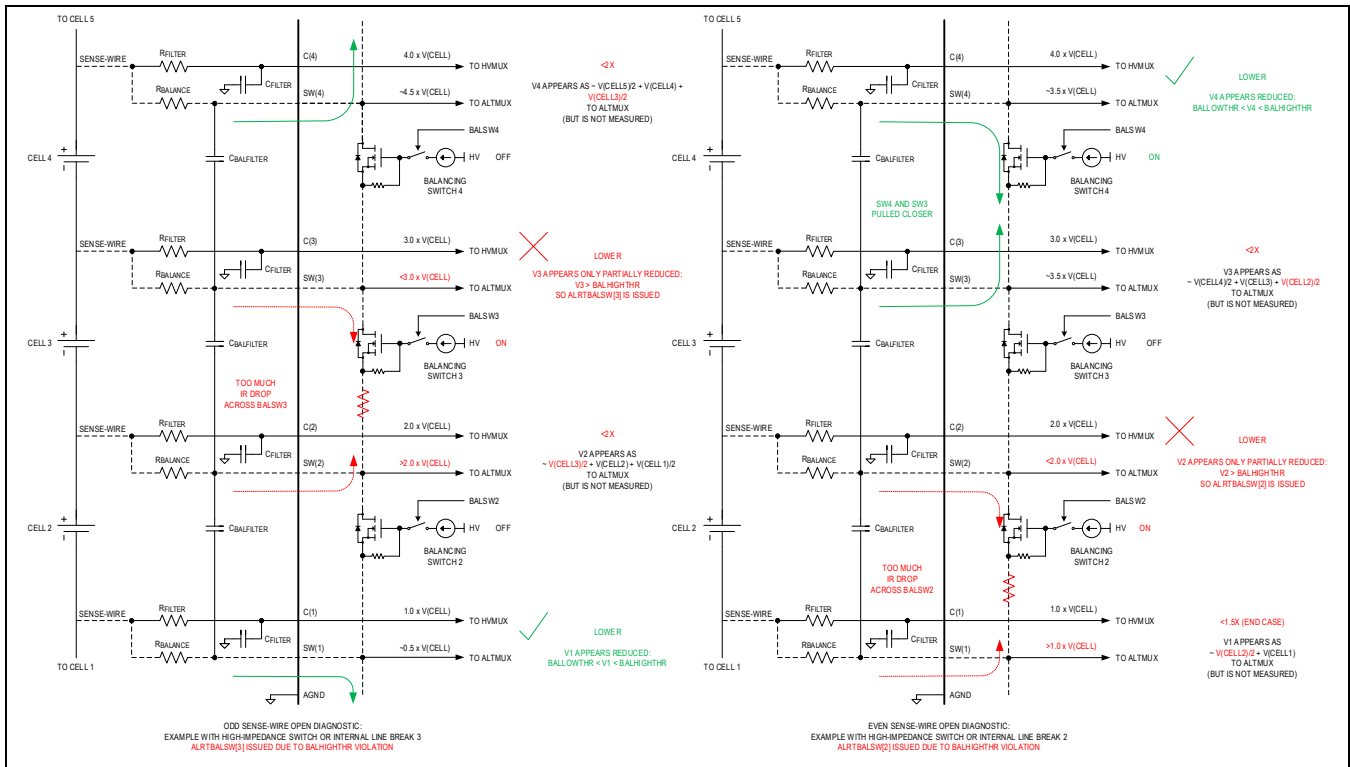 TO CELL 5
SENSE-WIRE
RFILTER
C(4)
4.0 x V(CELL)
TO HVMUX
CFILTER
RBALANCE
SW(4)
~4.5 x V(CELL)
TO ALTMUX
<2X
V4 APPEARS AS ~ V(CELL5)/2 + V(CELL4) +
V(CELL3)/2
TO ALTMUX
(BUT IS NOT MEASURED)
BALSW4
HV
OFF
BALANCING
SWITCH 4
CELL 4
+
-
CBALFILTER
SENSE-WIRE
RFILTER
C(3)
3.0 x V(CELL)
TO HVMUX
CFILTER
RBALANCE
SW(3)
<3.0 x V(CELL)
TO ALTMUX
LOWER
V3 APPEARS ONLY PARTIALLY REDUCED:
V3 > BALHIGHTHR
SO ALRTBALSW[3] IS ISSUED
BALSW3
HV
ON
BALANCING
SWITCH 3
CELL 3
+
-
CBALFILTER
TOO MUCH
IR DROP
ACROSS BALSW3
SENSE-WIRE
RFILTER
C(2)
2.0 x V(CELL)
TO HVMUX
CFILTER
RBALANCE
SW(2)
>2.0 x V(CELL)
TO ALTMUX
<2X
V2 APPEARS AS
~ V(CELL3)/2 + V(CELL2) + V(CELL1)/2
TO ALTMUX
(BUT IS NOT MEASURED)
BALSW2
HV
OFF
BALANCING
SWITCH 2
CELL 2
+
-
CBALFILTER
SENSE-WIRE
RFILTER
C(1)
1.0 x V(CELL)
TO HVMUX
CFILTER
RBALANCE
SW(1)
~0.5 x V(CELL)
TO ALTMUX
LOWER
V1 APPEARS REDUCED:
BALLOWTHR < V1 < BALHIGHTHR
TO CELL 1
AGND
ODD SENSE-WIRE OPEN DIAGNOSTIC:
EXAMPLE WITH HIGH-IMPEDANCE SWITCH OR INTERNAL LINE BREAK 3
ALRTBALSW[3] ISSUED DUE TO BALHIGHTHR VIOLATION
TO CELL 5
SENSE-WIRE
RFILTER
C(4)
4.0 x V(CELL)
TO HVMUX
CFILTER
RBALANCE
SW(4)
~3.5 x V(CELL)
TO ALTMUX
LOWER
V4 APPEARS REDUCED:
BALLOWTHR < V4 < BALHIGHTHR
BALSW4
HV
ON
BALANCING
SWITCH 4
CELL 4
+
-
CBALFILTER
SW4 AND SW3
PULLED CLOSER
SENSE-WIRE
RFILTER
C(3)
3.0 x V(CELL)
TO HVMUX
CFILTER
RBALANCE
SW(3)
~3.5 x V(CELL)
TO ALTMUX
<2X
V3 APPEARS AS
~ V(CELL4)/2 + V(CELL3) + V(CELL2)/2
TO ALTMUX
(BUT IS NOT MEASURED)
BALSW3
HV
OFF
BALANCING
SWITCH 3
CELL 3
+
-
CBALFILTER
SENSE-WIRE
RFILTER
C(2)
2.0 x V(CELL)
TO HVMUX
CFILTER
RBALANCE
SW(2)
<2.0 x V(CELL)
TO ALTMUX
LOWER
V2 APPEARS ONLY PARTIALLY REDUCED:
V2 > BALHIGHTHR
SO ALRTBALSW[2] IS ISSUED
BALSW2
HV
ON
BALANCING
SWITCH 2
CELL 2
+
-
CBALFILTER
TOO MUCH
IR DROP
ACROSS BALSW2
SENSE-WIRE
RFILTER
C(1)
1.0 x V(CELL)
TO HVMUX
CFILTER
RBALANCE
SW(1)
>1.0 x V(CELL)
TO ALTMUX
<1.5X (END CASE)
V1 APPEARS AS
~ V(CELL2)/2 + V(CELL1)
TO ALTMUX
(BUT IS NOT MEASURED)
TO CELL 1
AGND
EVEN SENSE-WIRE OPEN DIAGNOSTIC:
EXAMPLE WITH HIGH-IMPEDANCE SWITCH OR INTERNAL LINE BREAK 2
ALRTBALSW[2] ISSUED DUE TO BALHIGHTHR VIOLATION